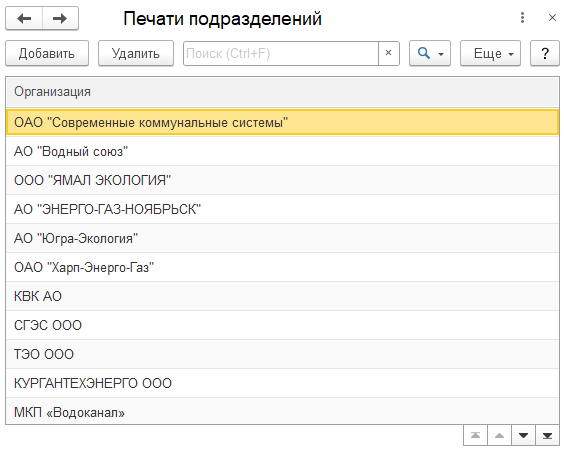 Печати подразделений
Добавить Удалить Поиск (Ctrl+F) × Еще ?
Организация
ОАО "Современные коммунальные системы"
АО "Водный союз"
ООО "ЯМАЛ ЭКОЛОГИЯ"
АО "ЭНЕРГО-ГАЗ-НОЯБРЬСК"
АО "Югра-Экология"
ОАО "Харп-Энерго-Газ"
КВК АО
СГЭС ООО
ТЭО ООО
КУРГАНТЕХЭНЕРГО ООО
МКП «Водоканал»